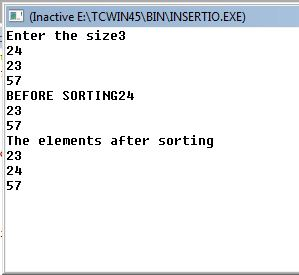 (Inactive E:\TCWIN45\BIN\INSERTIO.EXE)
Enter the size3
24
23
57
BEFORE SORTING24
23
57
The elements after sorting
23
24
57